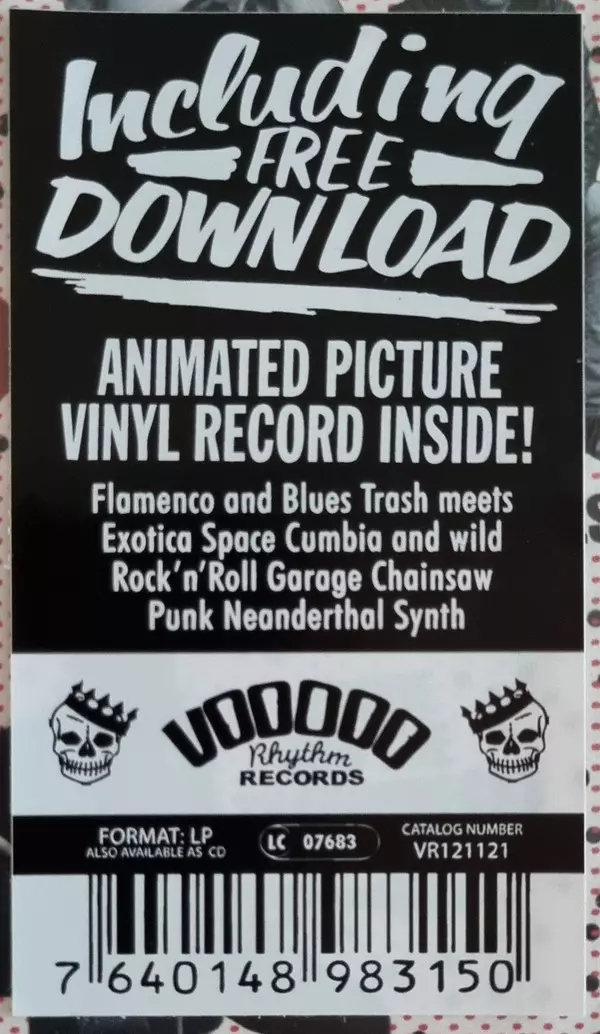 Including
FREE
DOWNLOAD
ANIMATED PICTURE
VINYL RECORD INSIDE!
Flamenco and Blues Trash meets
Exotica Space Cumbia and wild
Rock'n'Roll Garage Chainsaw
Punk Neanderthal Synth
VOODOO
Rhythm
RECORDS
FORMAT: LP
ALSO AVAILABLE AS CD
LC 07683
CATALOG NUMBER
VR121121
7 640148 983150